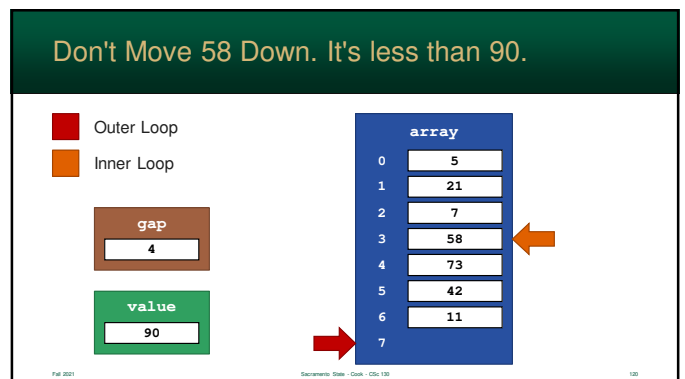 Don't Move 58 Down. It's less than 90.
Outer Loop
Inner Loop
gap
4
value
90
array
0 5
1 21
2 7
3 58
4 73
5 42
6 11
7
Fall 2021
Sacramento State - Cook - CSc 130
120